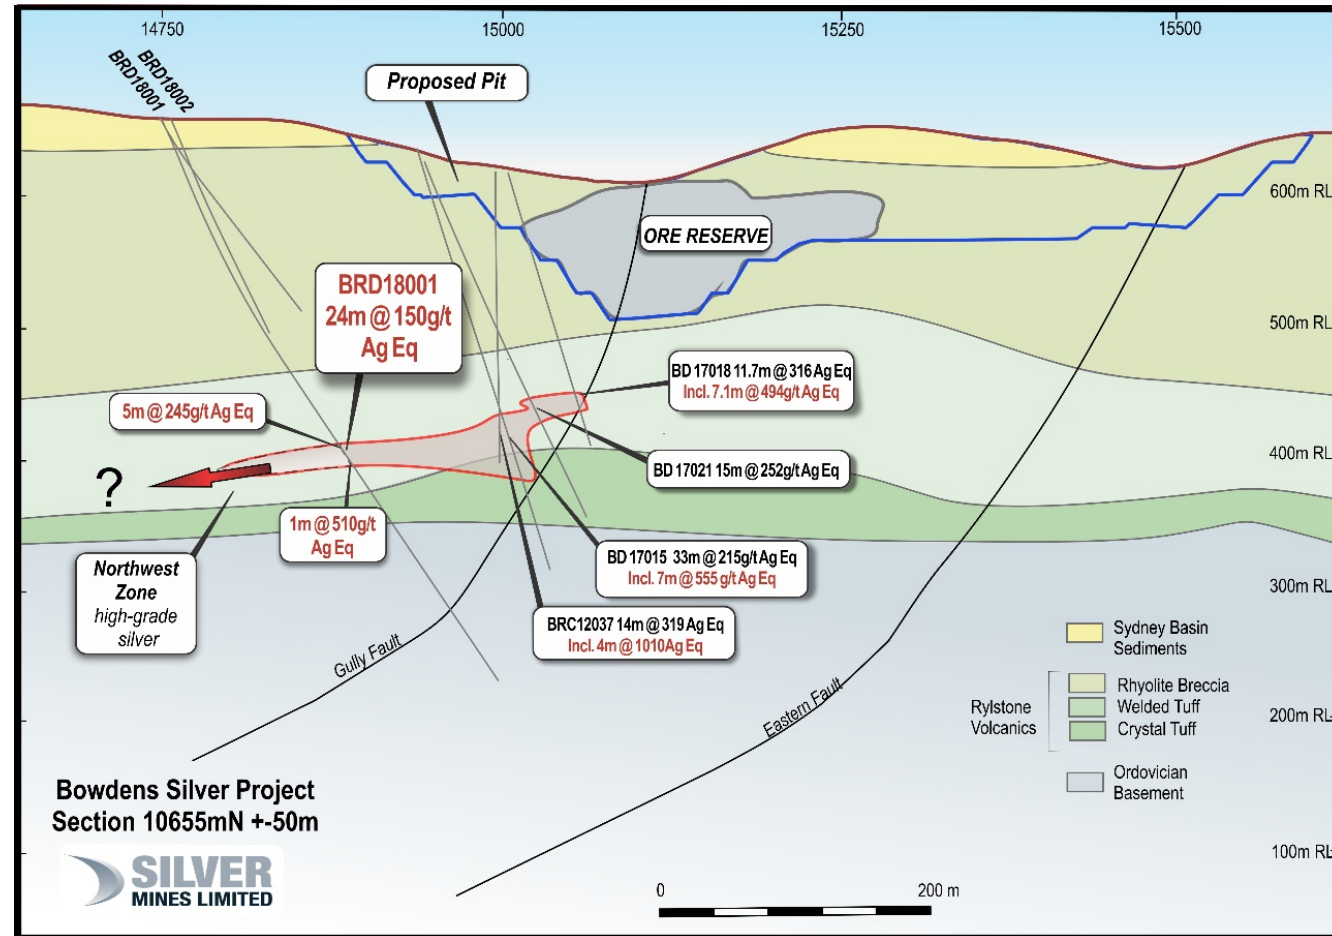 14750
15000
15250
15500
BRD18001
BRD18002
Proposed Pit
600m RL
ORE RESERVE
BRD18001
24m @ 150g/t
Ag Eq
500m RL
BD 17018 11.7m @ 316 Ag Eq
Incl. 7.1m @ 494g/t Ag Eq
5m @ 245g/t Ag Eq
400m RL
BD 17021 15m @ 252g/t Ag Eq
?
1m @ 510g/t
Ag Eq
BD 17015 33m @ 215g/t Ag Eq
Incl. 7m @ 555 g/t Ag Eq
Northwest
Zone
high-grade
silver
300m RL
BRC12037 14m @ 319 Ag Eq
Incl. 4m @ 1010Ag Eq
Gully Fault
Eastern Fault
Sydney Basin
Sediments
Rylstone
Volcanics
Rhyolite Breccia
Welded Tuff
Crystal Tuff
200m RL
Ordovician
Basement
Bowdens Silver Project
Section 10655mN +-50m
SILVER
MINES LIMITED
100m RL
0
200 m